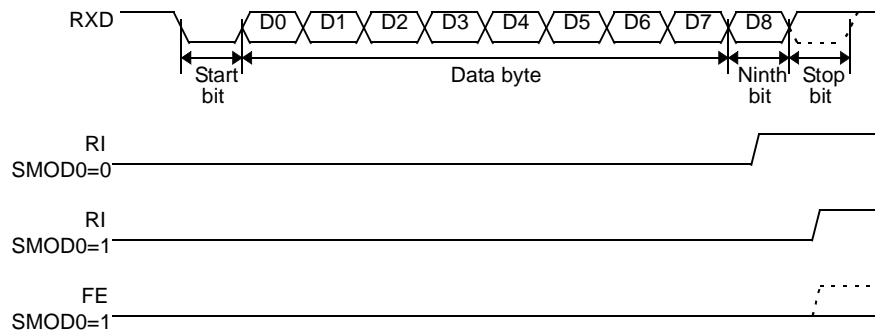 RXD D0 D1 D2 D3 D4 D5 D6 D7 D8
Start bit
Data byte
Ninth bit
Stop bit
RI
SMOD0=0
RI
SMOD0=1
FE
SMOD0=1